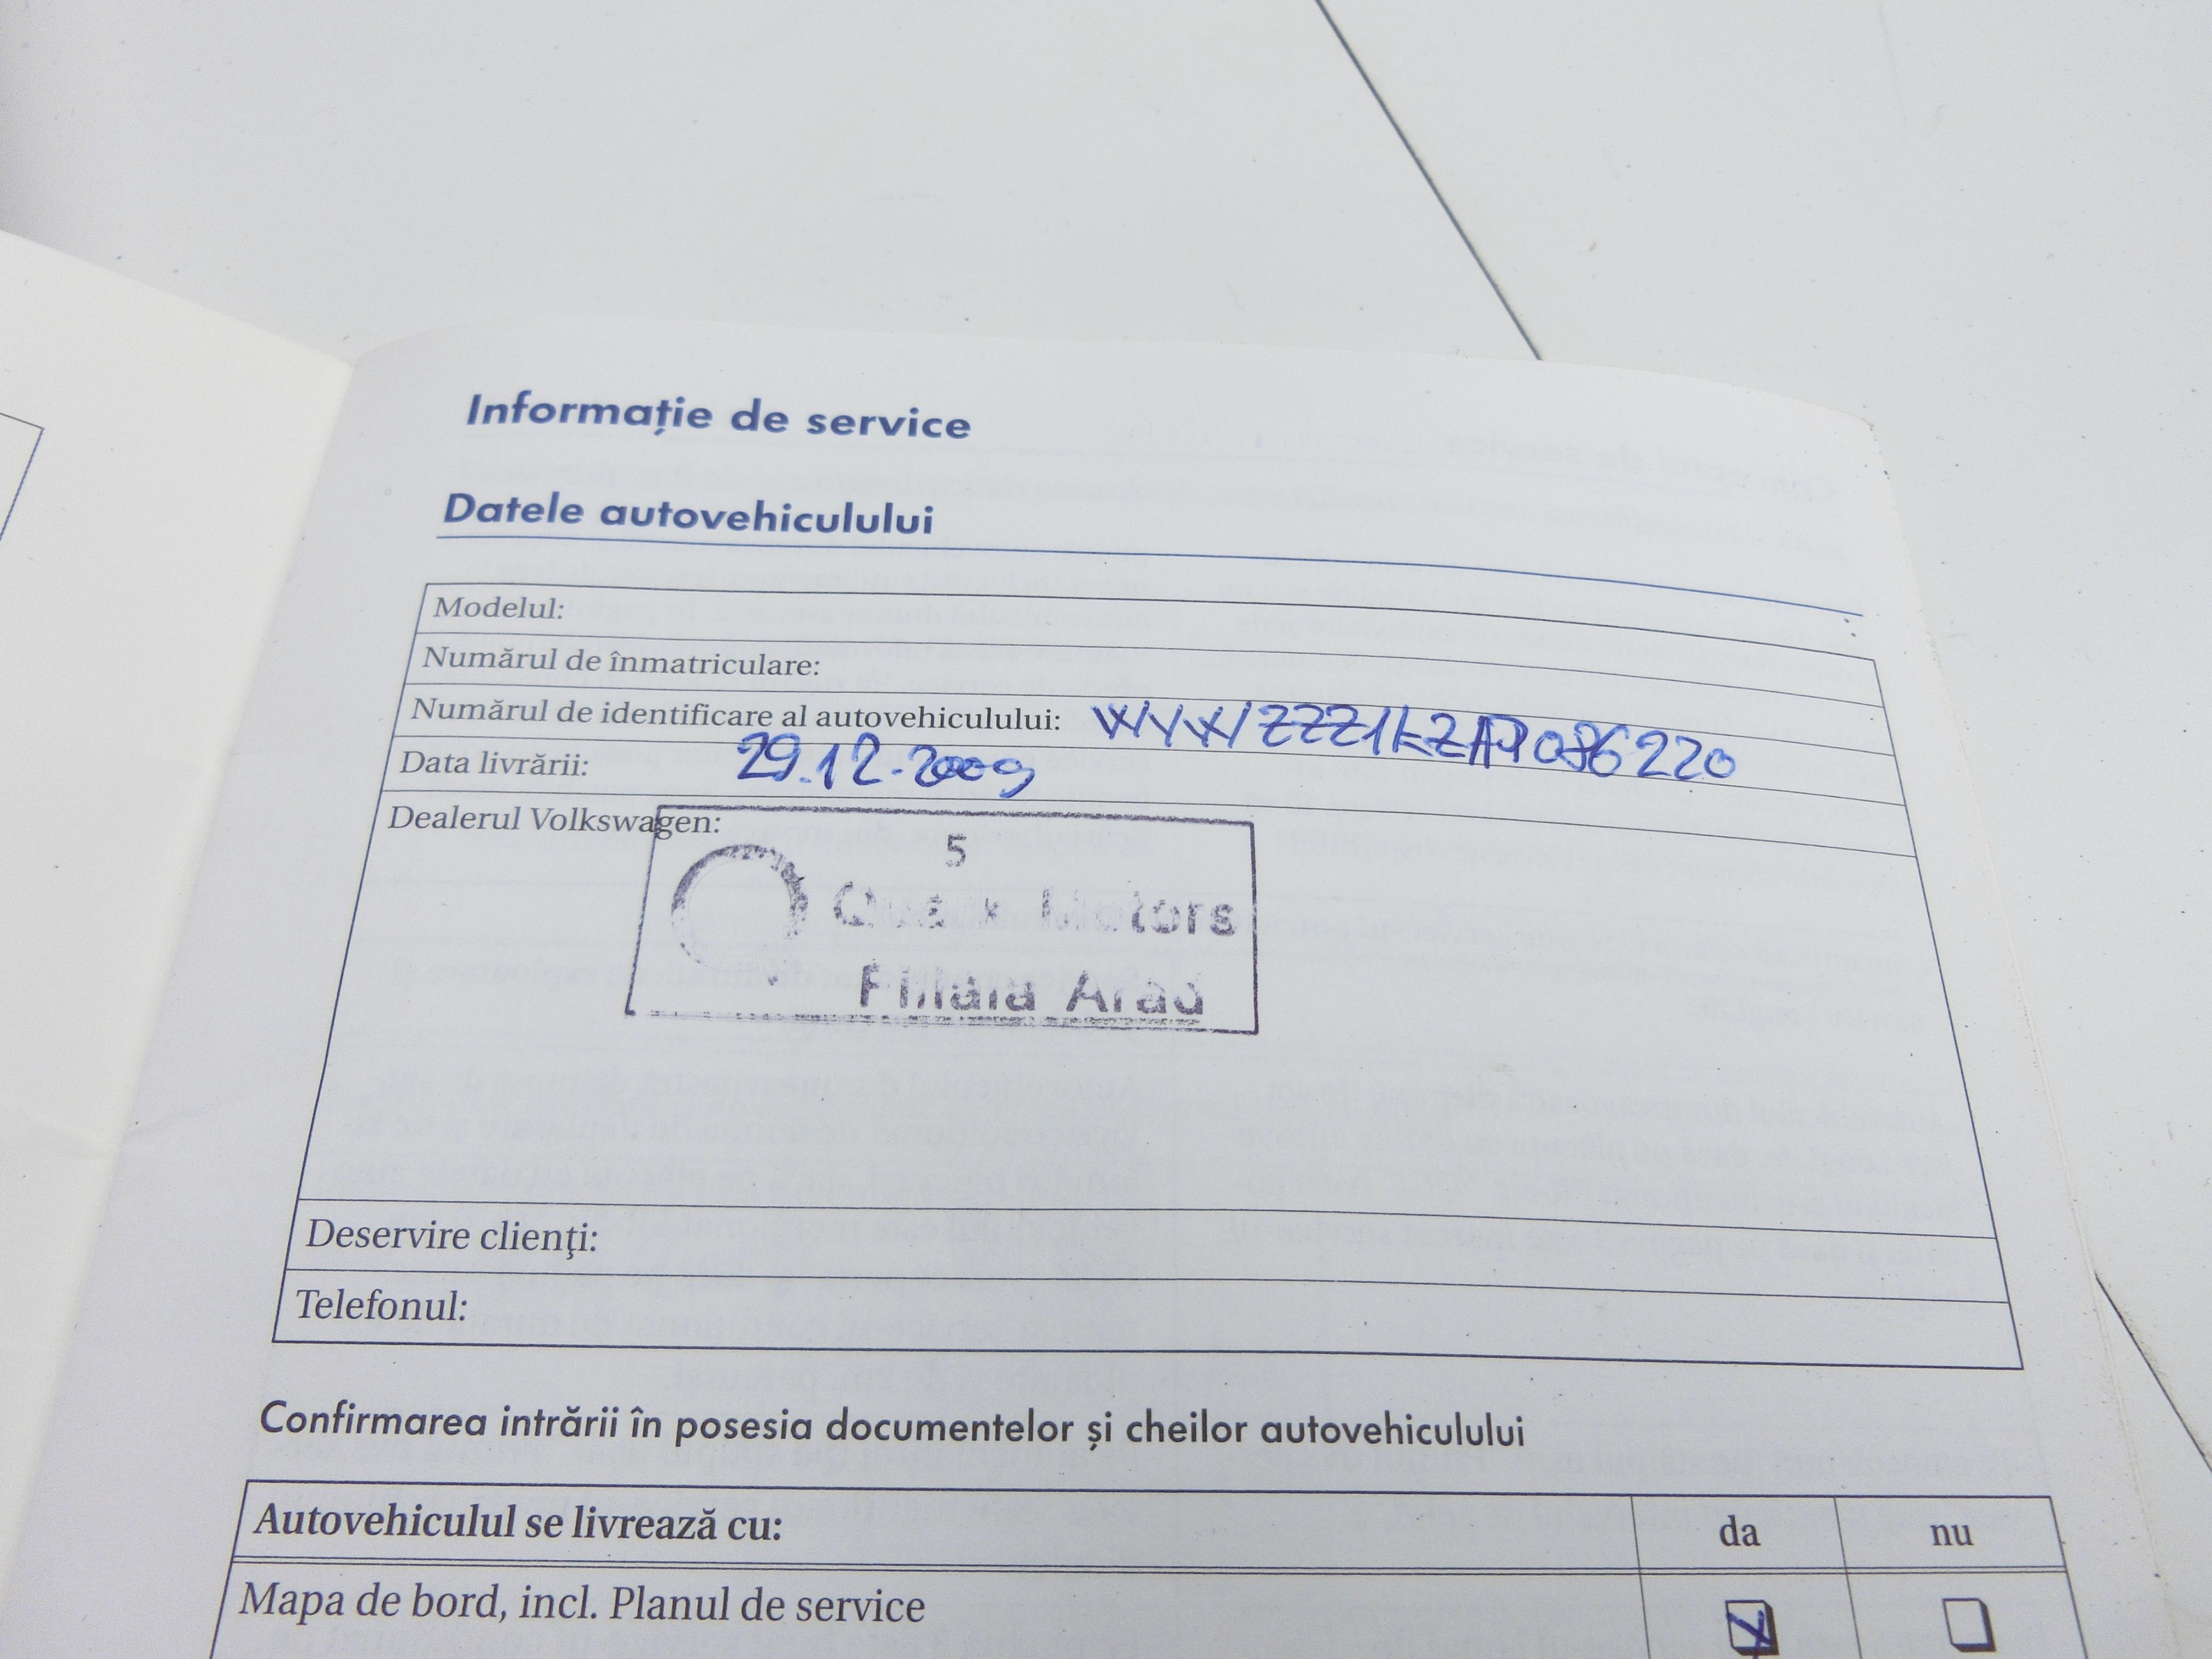 Informație de service
Datele autovehiculului
Modelul:
Numărul de înmatriculare:
Numărul de identificare al autovehiculului: WVWZZZ1KZAP086220
Data livrării: 29.12.2009
Dealerul Volkswagen:
5
Motors
Filiala Arad
Deservire clienţi:
Telefonul:
Confirmarea intrării în posesia documentelor și cheilor autovehiculului
Autovehiculul se livrează cu: da nu
Mapa de bord, incl. Planul de service